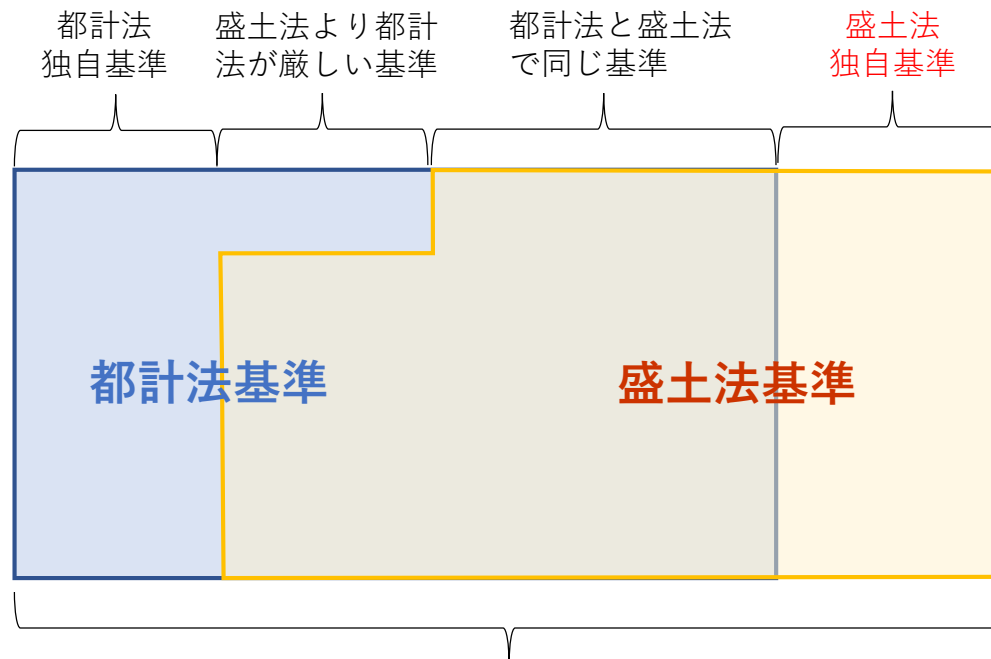 都計法
独自基準
盛土法より都計
法が厳しい基準
都計法と盛土法
で同じ基準
盛土法
独自基準
都計法基準
盛土法基準